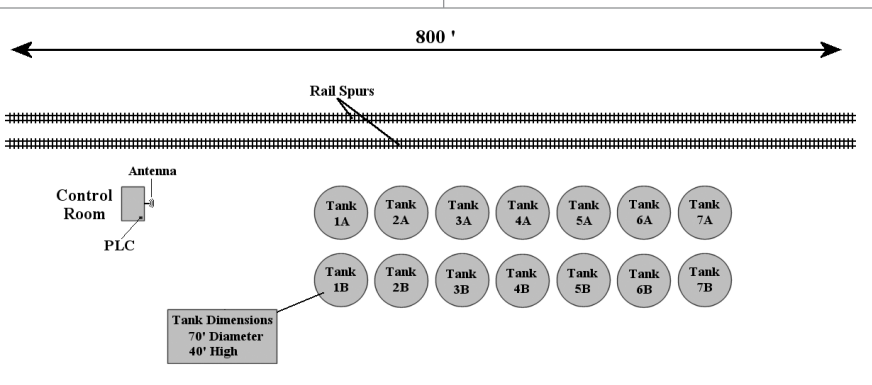 800 '
Rail Spurs
Antenna
Control
Room
PLC
Tank
1A
Tank
2A
Tank
3A
Tank
4A
Tank
5A
Tank
6A
Tank
7A
Tank
1B
Tank
2B
Tank
3B
Tank
4B
Tank
5B
Tank
6B
Tank
7B
Tank Dimensions
70' Diameter
40' High